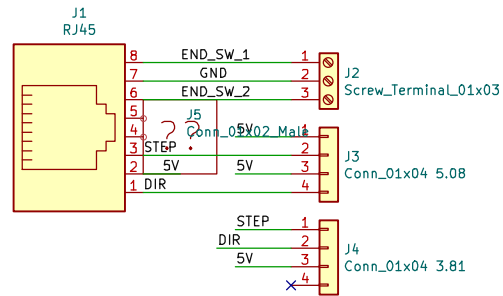 J1
RJ45
8 END_SW_1 1
7 GND 2
6 END_SW_2 3
J2
Screw_Terminal_01x03
5
4
J5
Conn_01x02_Male
? ?
5V 1
3 STEP 2
2 5V 5V 3
1 DIR 4
J3
Conn_01x04 5.08
STEP 1
DIR 2
5V 3
4
J4
Conn_01x04 3.81